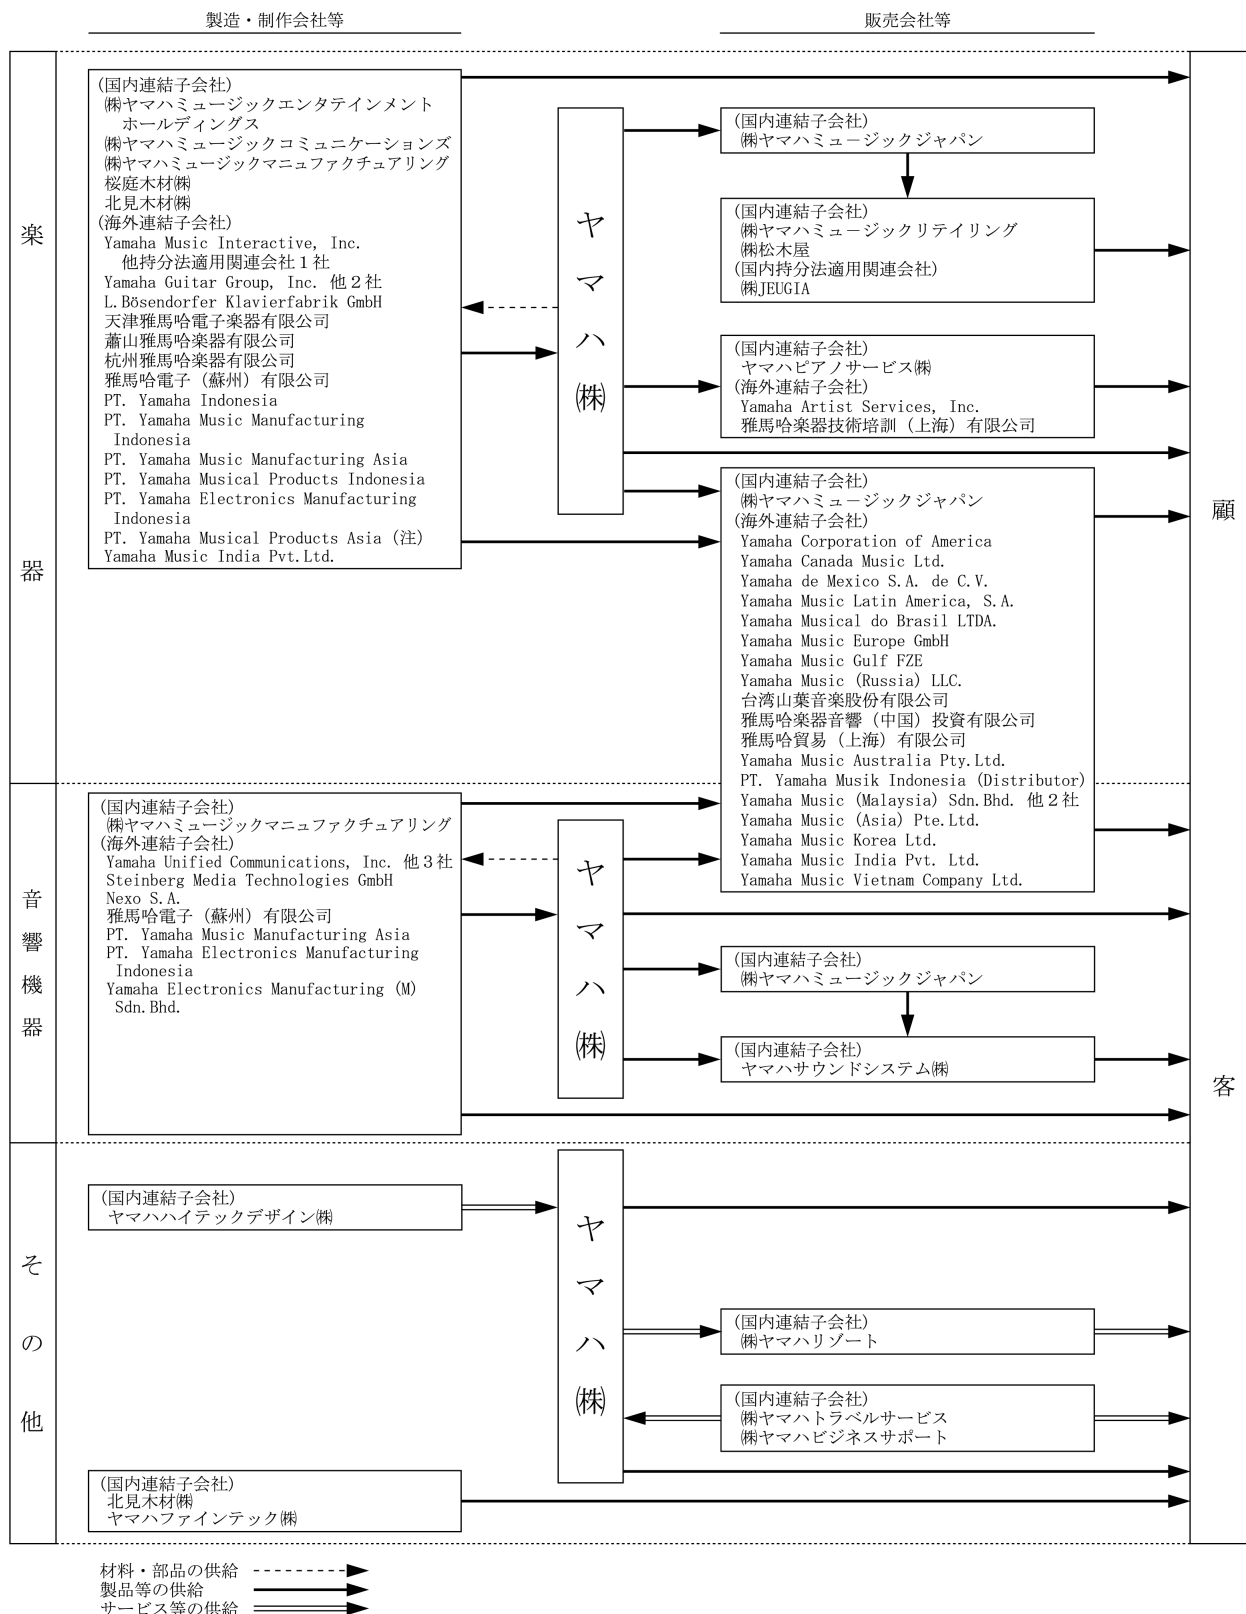 製造・制作会社等
販売会社等
楽器
(国内連結子会社)
㈱ヤマハミュージックエンタテインメント
ホールディングス
㈱ヤマハミュージックコミュニケーションズ
㈱ヤマハミュージックマニュファクチュアリング
桜庭木材㈱
北見木材㈱
(海外連結子会社)
Yamaha Music Interactive, Inc.
他持分法適用関連会社１社
Yamaha Guitar Group, Inc. 他２社
L.Bösendorfer Klavierfabrik GmbH
天津雅馬哈電子楽器有限公司
蕭山雅馬哈楽器有限公司
杭州雅馬哈楽器有限公司
雅馬哈電子（蘇州）有限公司
PT. Yamaha Indonesia
PT. Yamaha Music Manufacturing
Indonesia
PT. Yamaha Music Manufacturing Asia
PT. Yamaha Musical Products Indonesia
PT. Yamaha Electronics Manufacturing
Indonesia
PT. Yamaha Musical Products Asia（注）
Yamaha Music India Pvt.Ltd.
ヤマハ㈱
(国内連結子会社)
㈱ヤマハミュ－ジックジャパン
(国内連結子会社)
㈱ヤマハミュ－ジックリテイリング
㈱松木屋
(国内持分法適用関連会社)
㈱JEUGIA
(国内連結子会社)
ヤマハピアノサービス㈱
(海外連結子会社)
Yamaha Artist Services, Inc.
雅馬哈楽器技術培訓（上海）有限公司
(国内連結子会社)
㈱ヤマハミュ－ジックジャパン
(海外連結子会社)
Yamaha Corporation of America
Yamaha Canada Music Ltd.
Yamaha de Mexico S.A. de C.V.
Yamaha Music Latin America, S.A.
Yamaha Musical do Brasil LTDA.
Yamaha Music Europe GmbH
Yamaha Music Gulf FZE
Yamaha Music (Russia) LLC.
台湾山葉音楽股份有限公司
雅馬哈楽器音響（中国）投資有限公司
雅馬哈貿易（上海）有限公司
Yamaha Music Australia Pty.Ltd.
PT. Yamaha Musik Indonesia (Distributor)
Yamaha Music (Malaysia) Sdn.Bhd. 他２社
Yamaha Music (Asia) Pte.Ltd.
Yamaha Music Korea Ltd.
Yamaha Music India Pvt. Ltd.
Yamaha Music Vietnam Company Ltd.
顧客
音響機器
(国内連結子会社)
㈱ヤマハミュージックマニュファクチュアリング
(海外連結子会社)
Yamaha Unified Communications, Inc. 他３社
Steinberg Media Technologies GmbH
Nexo S.A.
雅馬哈電子（蘇州）有限公司
PT. Yamaha Music Manufacturing Asia
PT. Yamaha Electronics Manufacturing
Indonesia
Yamaha Electronics Manufacturing (M)
Sdn.Bhd.
ヤマハ㈱
(国内連結子会社)
㈱ヤマハミュージックジャパン
(国内連結子会社)
ヤマハサウンドシステム㈱
その他
(国内連結子会社)
ヤマハハイテックデザイン㈱
ヤマハ㈱
(国内連結子会社)
㈱ヤマハリゾート
(国内連結子会社)
㈱ヤマハトラベルサービス
㈱ヤマハビジネスサポート
(国内連結子会社)
北見木材㈱
ヤマハファインテック㈱
材料・部品の供給
製品等の供給
サービス等の供給